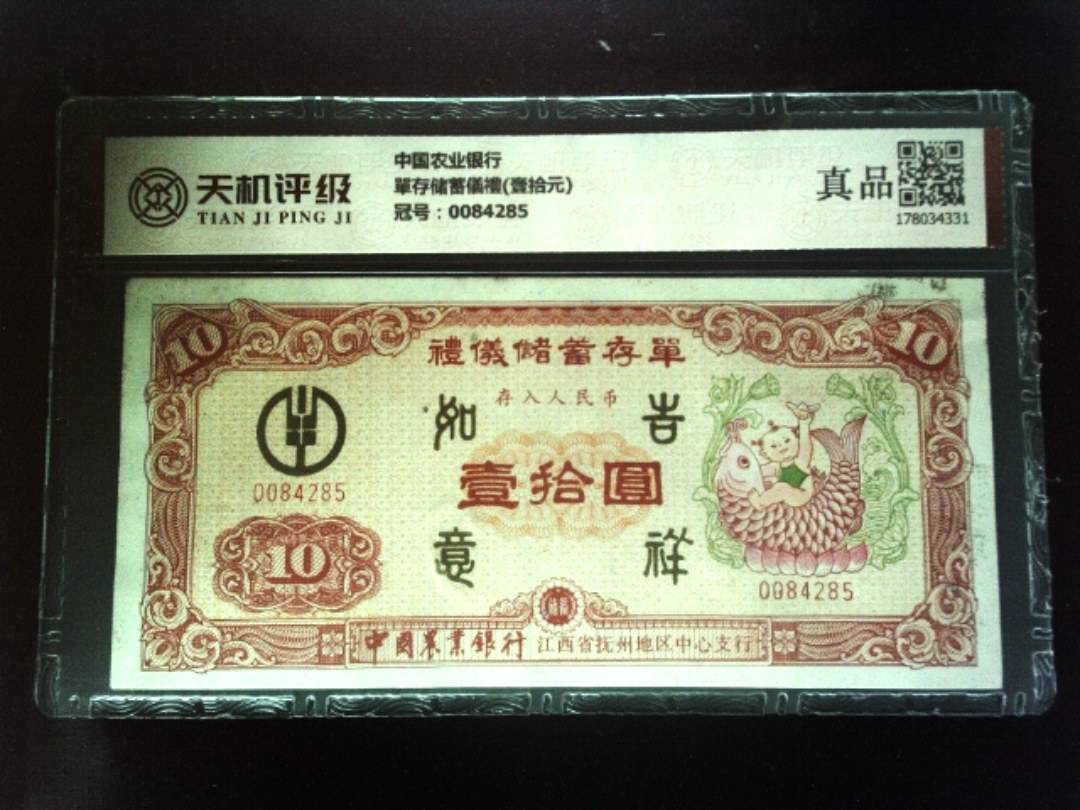 天机评级
TIAN JI PING JI
中国农业银行
單存储蓄儀禮(壹拾元)
冠号：0084285
真品
178034331
10
10
禮儀儲蓄存單
存入人民币
如
吉
0084285
壹拾圓
10
意
祥
0084285
中國農業銀行 江西省抚州地区中心支行